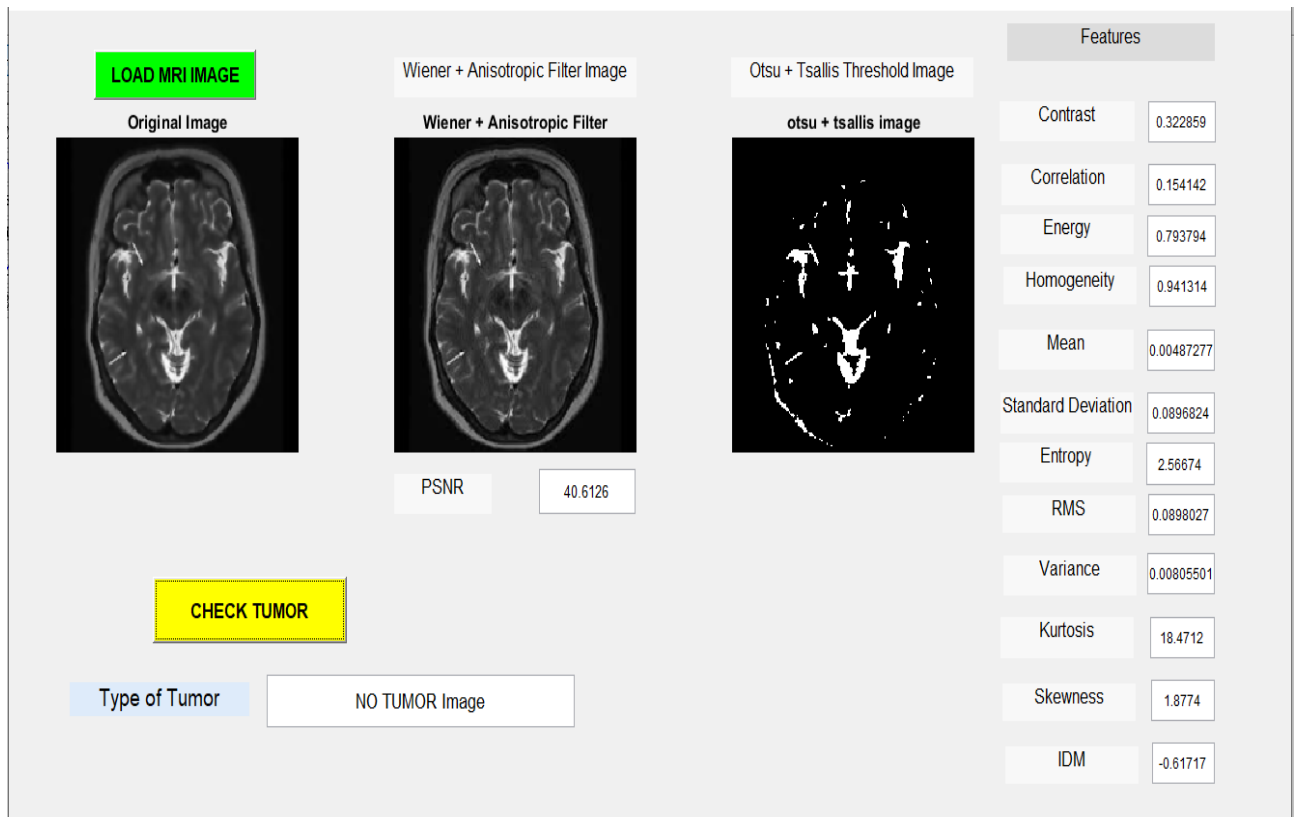 LOAD MRI IMAGE
Wiener + Anisotropic Filter Image
Otsu + Tsallis Threshold Image
Features
Original Image
Wiener + Anisotropic Filter
otsu + tsallis image
Contrast
0.322859
Correlation
0.154142
Energy
0.793794
Homogeneity
0.941314
Mean
0.00487277
Standard Deviation
0.0896824
Entropy
2.56674
PSNR
40.6126
RMS
0.0898027
Variance
0.00805501
CHECK TUMOR
Kurtosis
18.4712
Type of Tumor
NO TUMOR Image
Skewness
1.8774
IDM
-0.61717